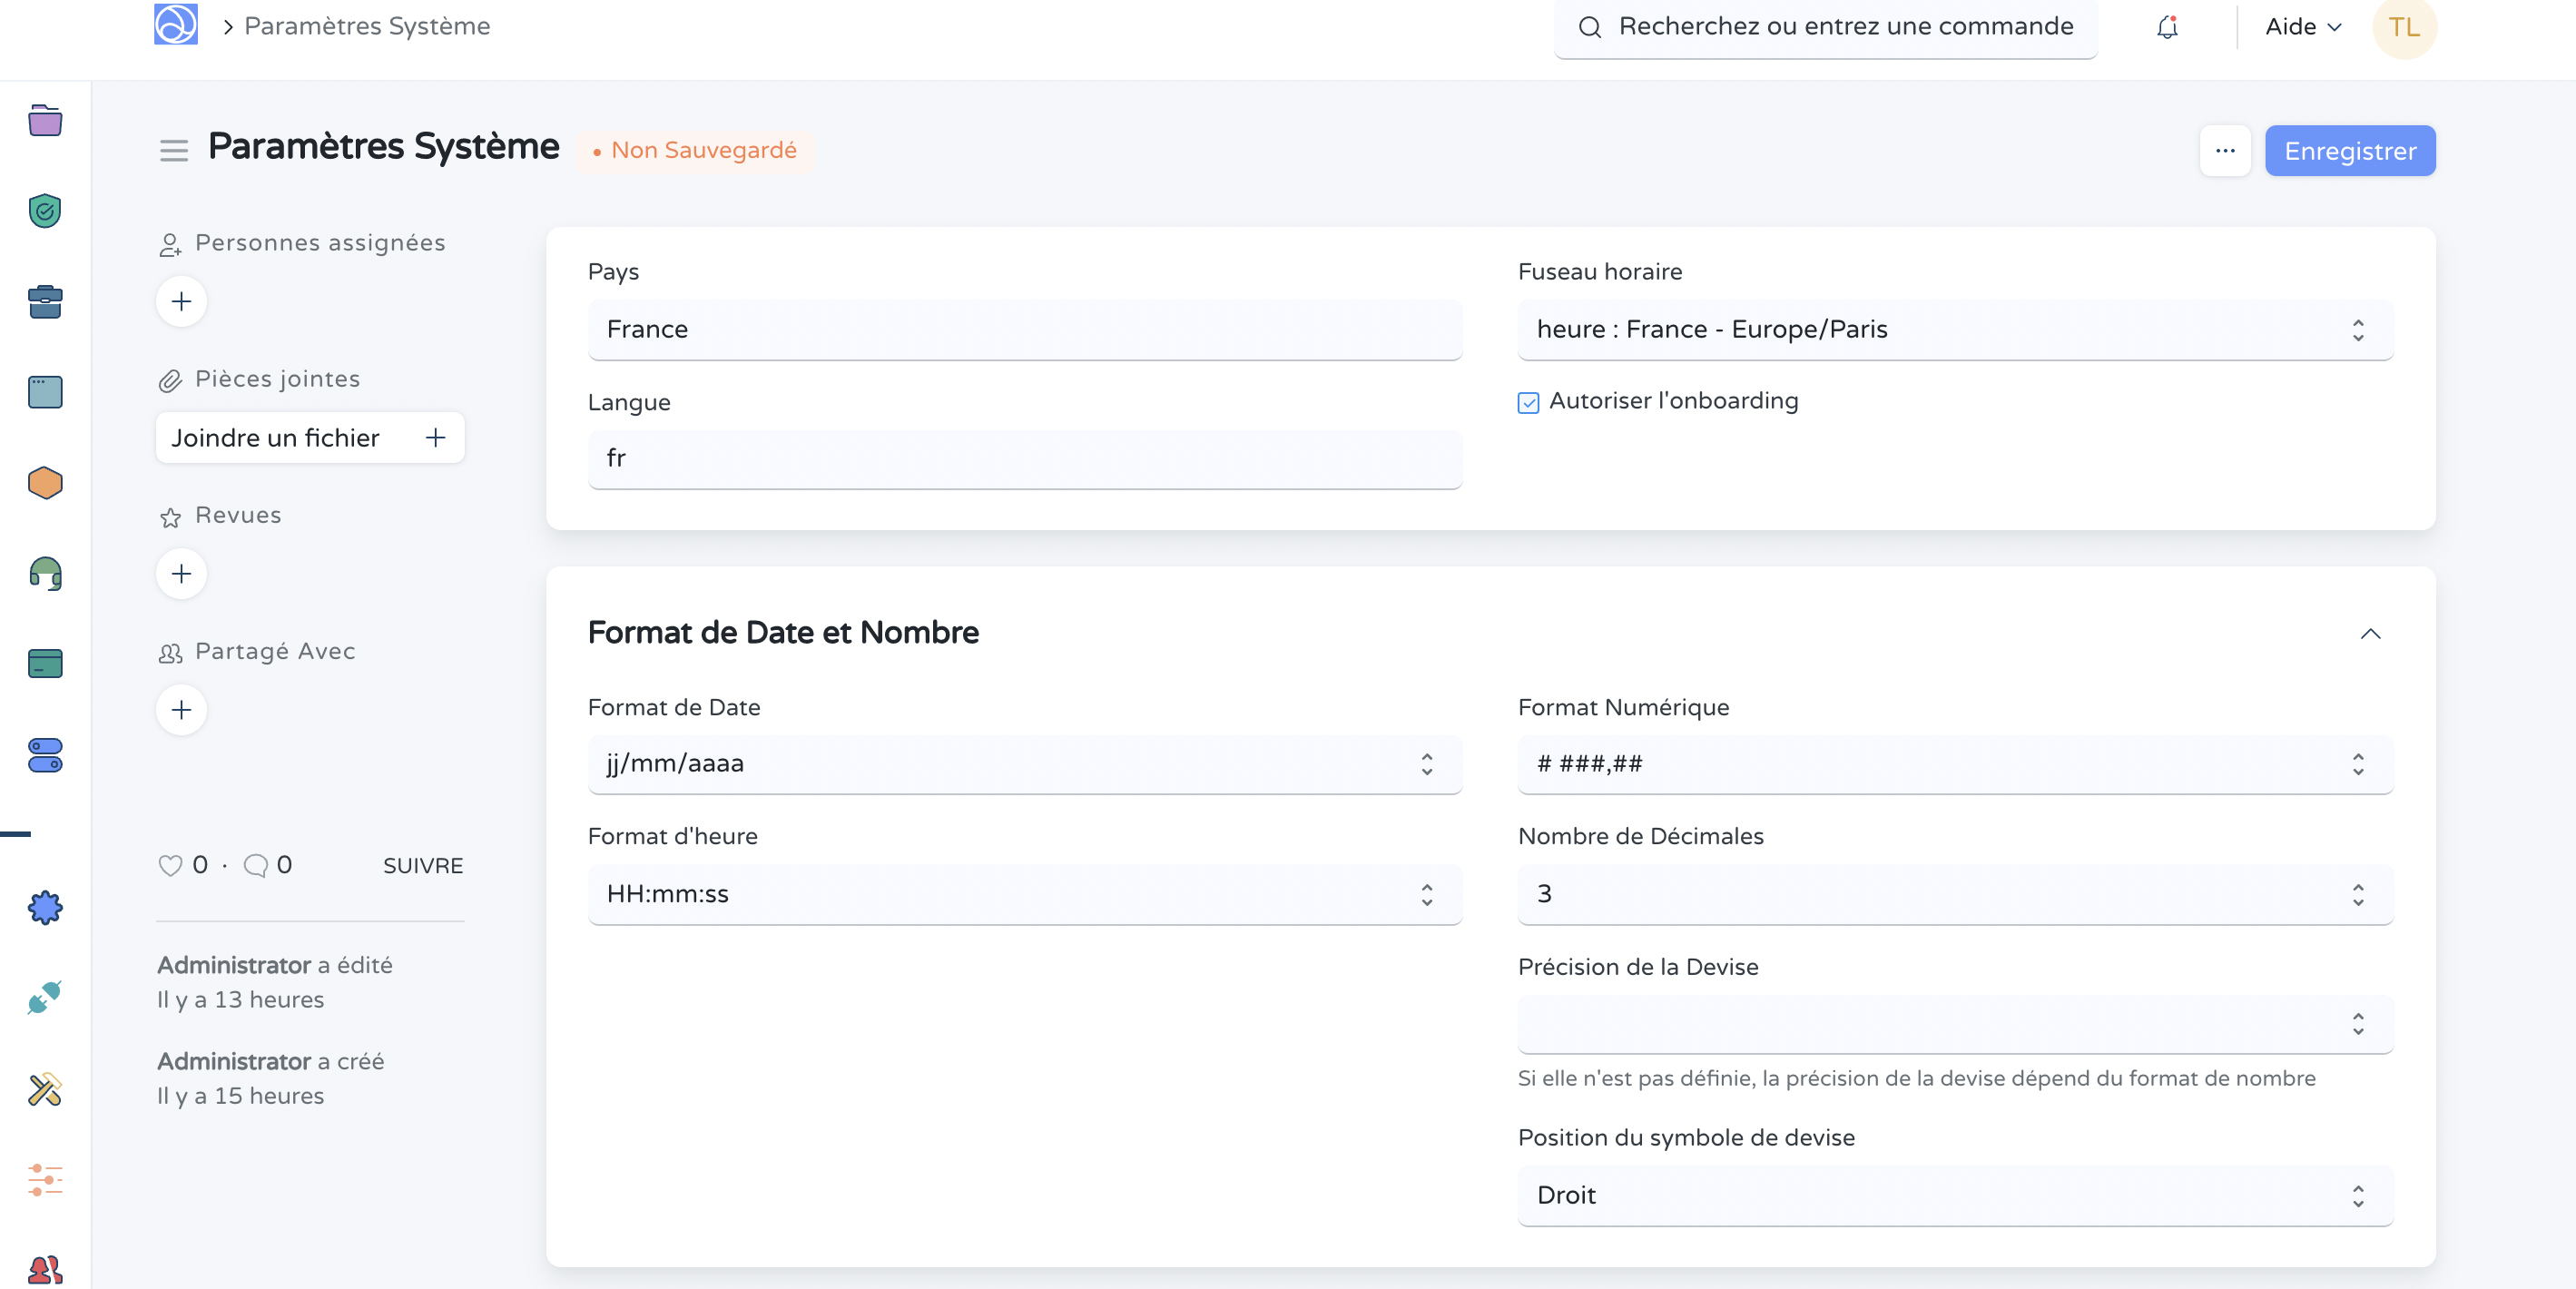 Paramètres Système
Recherchez ou entrez une commande
Aide
TL
Paramètres Système
• Non Sauvegardé
...
Enregistrer
Personnes assignées
Pièces jointes
Joindre un fichier
Revues
Partagé Avec
0 · 0
SUIVRE
Administrator a édité
Il y a 13 heures
Administrator a créé
Il y a 15 heures
Pays
France
Langue
fr
Fuseau horaire
heure : France - Europe/Paris
Autoriser l'onboarding
Format de Date et Nombre
Format de Date
jj/mm/aaaa
Format d'heure
HH:mm:ss
Format Numérique
# ###,##
Nombre de Décimales
3
Précision de la Devise
Si elle n'est pas définie, la précision de la devise dépend du format de nombre
Position du symbole de devise
Droit